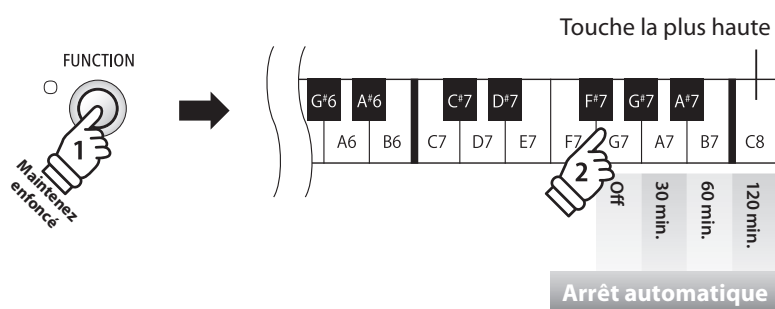 Touche la plus haute
FUNCTION
1
Maintenez
enfoncé
G#6 A#6 C#7 D#7 F#7 G#7 A#7
A6 B6 C7 D7 E7 F7 G7 A7 B7 C8
2
Off
30 min.
60 min.
120 min.
Arrêt automatique